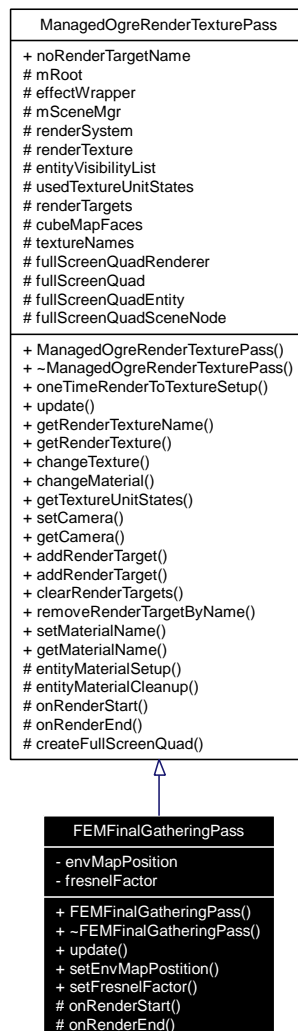 ManagedOgreRenderTexturePass
+ noRenderTargetName
# mRoot
# effectWrapper
# mSceneMgr
# renderSystem
# renderTexture
# entityVisibilityList
# usedTextureUnitStates
# renderTargets
# cubeMapFaces
# textureNames
# fullScreenQuadRenderer
# fullScreenQuad
# fullScreenQuadEntity
# fullScreenQuadSceneNode
+ ManagedOgreRenderTexturePass()
+ ~ManagedOgreRenderTexturePass()
+ oneTimeRenderToTextureSetup()
+ update()
+ getRenderTextureName()
+ getRenderTexture()
+ changeTexture()
+ changeMaterial()
+ getTextureUnitStates()
+ setCamera()
+ getCamera()
+ addRenderTarget()
+ addRenderTarget()
+ clearRenderTargets()
+ removeRenderTargetByName()
+ setMaterialName()
+ getMaterialName()
# entityMaterialSetup()
# entityMaterialCleanup()
# onRenderStart()
# onRenderEnd()
# createFullScreenQuad()
FEMFinalGatheringPass
- envMapPosition
- fresnelFactor
+ FEMFinalGatheringPass()
+ ~FEMFinalGatheringPass()
+ update()
+ setEnvMapPostition()
+ setFresnelFactor()
# onRenderStart()
# onRenderEnd()